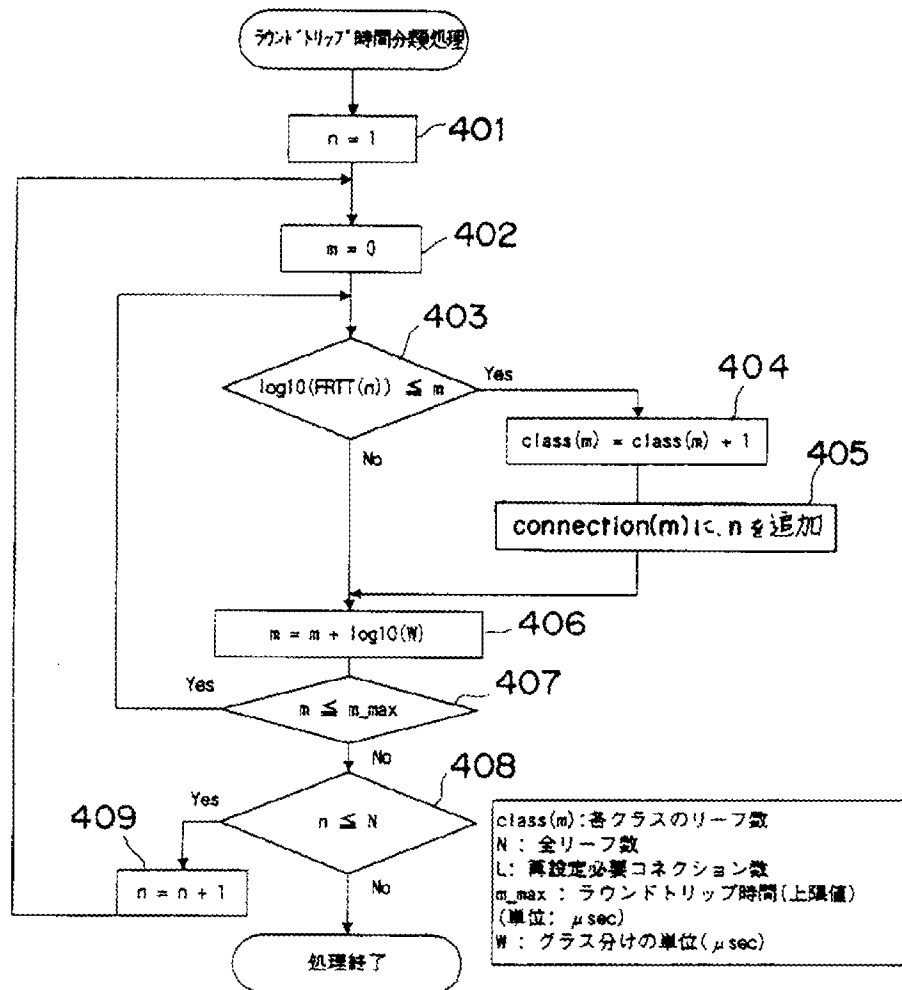 ラウンドトリップ時間分類処理
n = 1
401
m = 0
402
403
log10(FRTT(n)) ≦ m
Yes
No
404
class(m) = class(m) + 1
405
connection(m)に、nを追加
m = m + log10(W)
406
Yes
407
m ≦ m_max
No
408
Yes
n ≦ N
409
n = n + 1
No
処理終了
class(m):各クラスのリーフ数
N : 全リーフ数
L: 再設定必要コネクション数
m_max : ラウンドトリップ時間(上限値)
(単位: μsec)
W : グラス分けの単位(μsec)